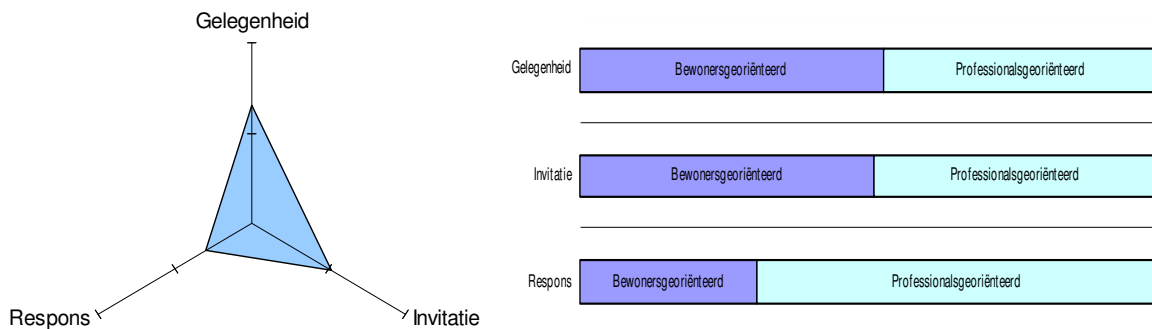 Gelegenheid
Respons
Invitatie
Gelegenheid
Bewonersgeoriënteerd
Professionalsgeoriënteerd
Invitatie
Bewonersgeoriënteerd
Professionalsgeoriënteerd
Respons
Bewonersgeoriënteerd
Professionalsgeoriënteerd